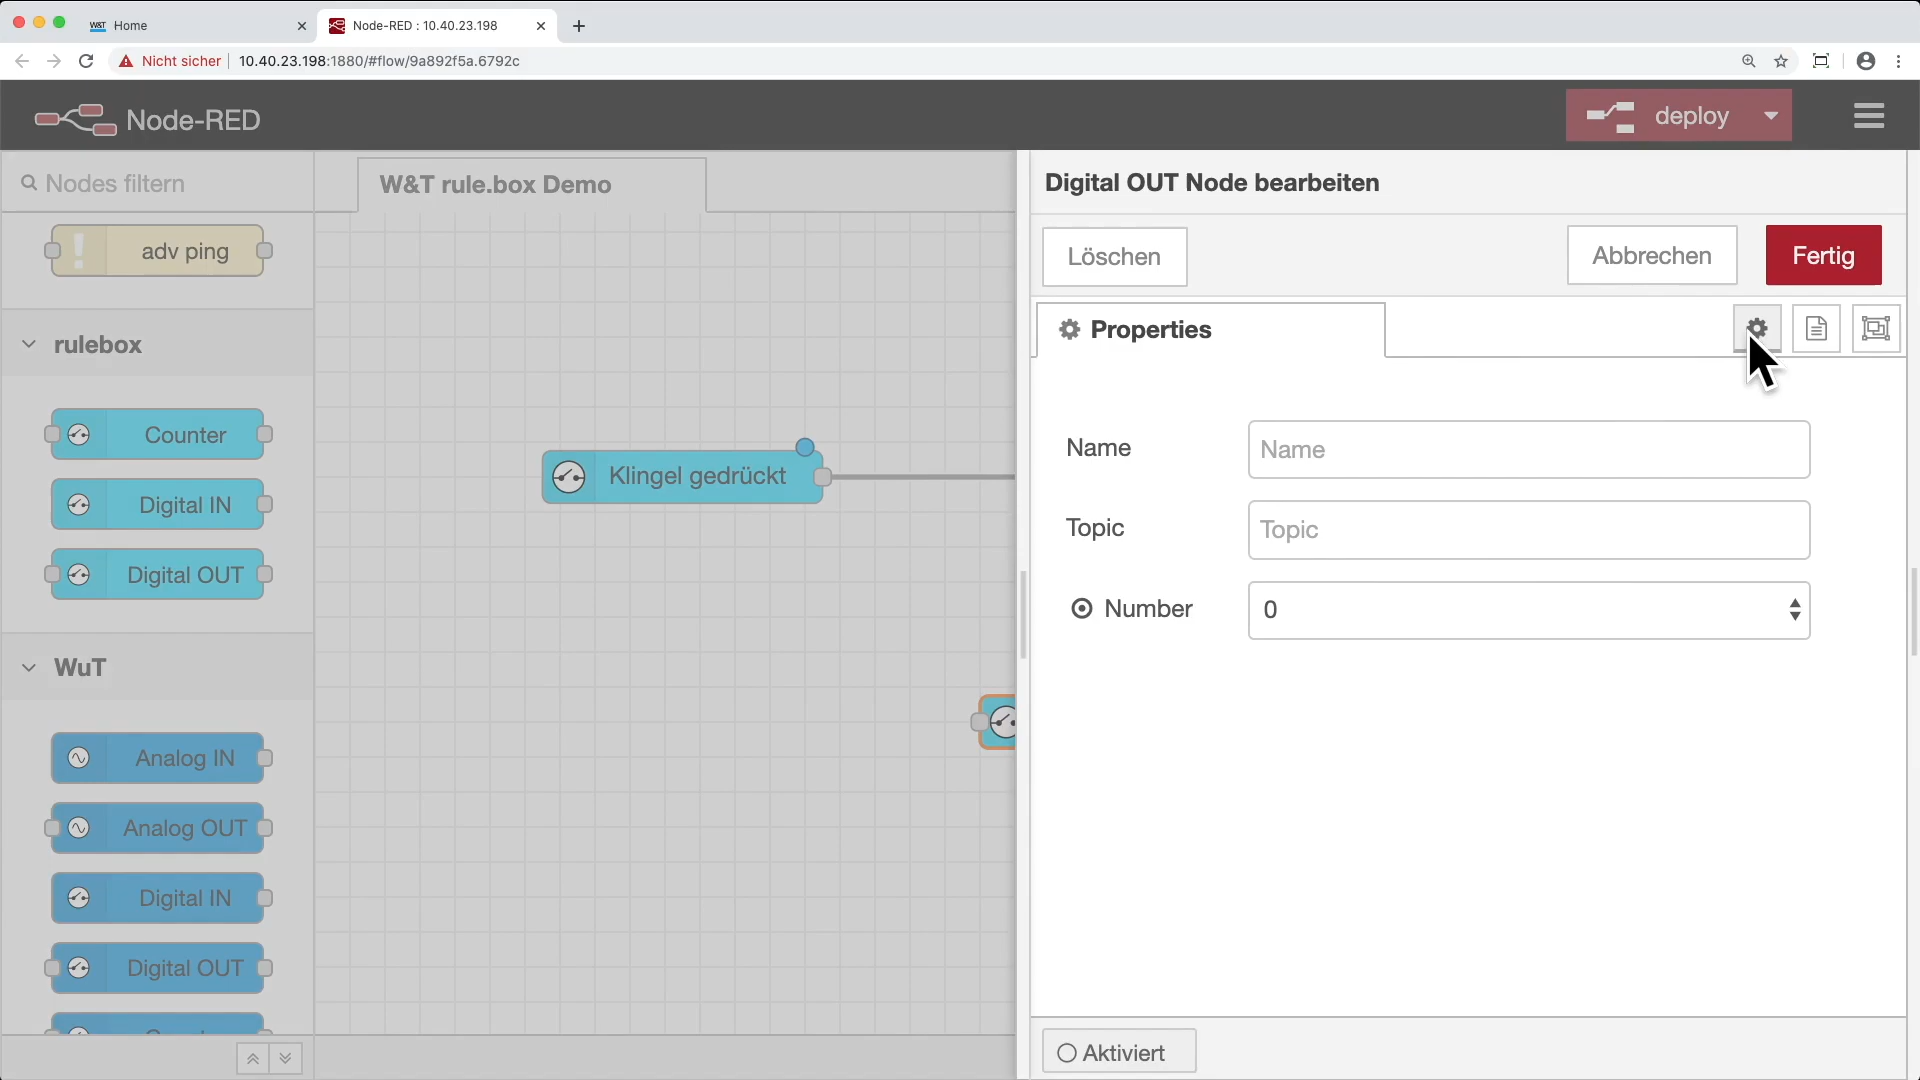 W&T Home
Node-RED : 10.40.23.198
Nicht sicher
10.40.23.198:1880/#flow/9a892f5a.6792c
Node-RED
deploy
Nodes filtern
W&T rule.box Demo
Digital OUT Node bearbeiten
Löschen
Abbrechen
Fertig
adv ping
Properties
rulebox
Counter
Digital IN
Digital OUT
Klingel gedrückt
Name
Name
Topic
Topic
Number
0
WuT
Analog IN
Analog OUT
Digital IN
Digital OUT
Aktiviert